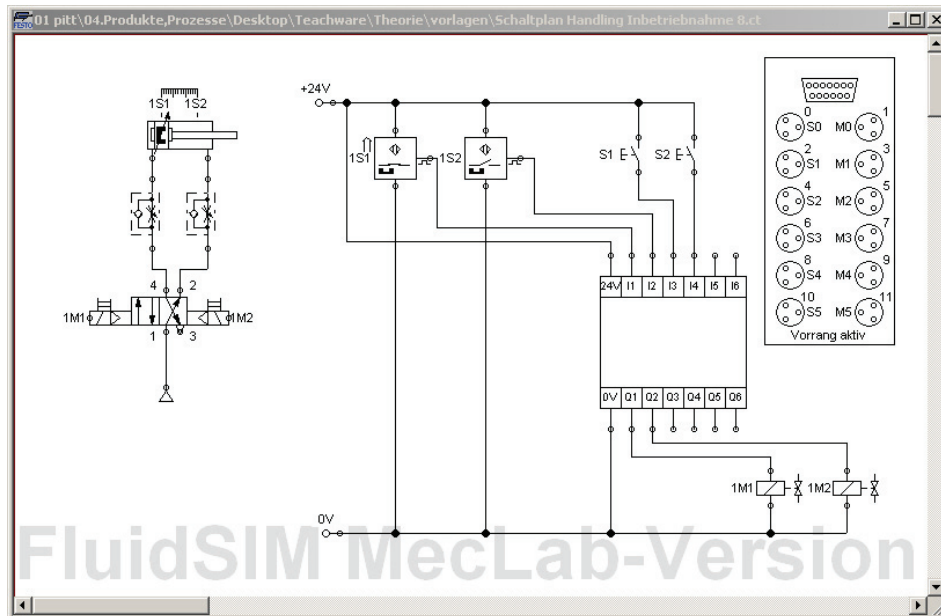 01 pitt\04.Produkte,Prozesse\Desktop\Teachware\Theorie\vorlagen\Schaltplan Handling Inbetriebnahme 8.ct
FESTO
1S1 1S2
4 2
1M1 1M2
1 3
+24V
1S1 1S2 S1 S2
24V I1 I2 I3 I4 I5 I6
0V Q1 Q2 Q3 Q4 Q5 Q6
1M1 1M2
0V
0 1
S0 M0
2 3
S1 M1
4 5
S2 M2
6 7
S3 M3
8 9
S4 M4
10 11
S5 M5
Vorrang aktiv
FluidSIM MecLab-Version